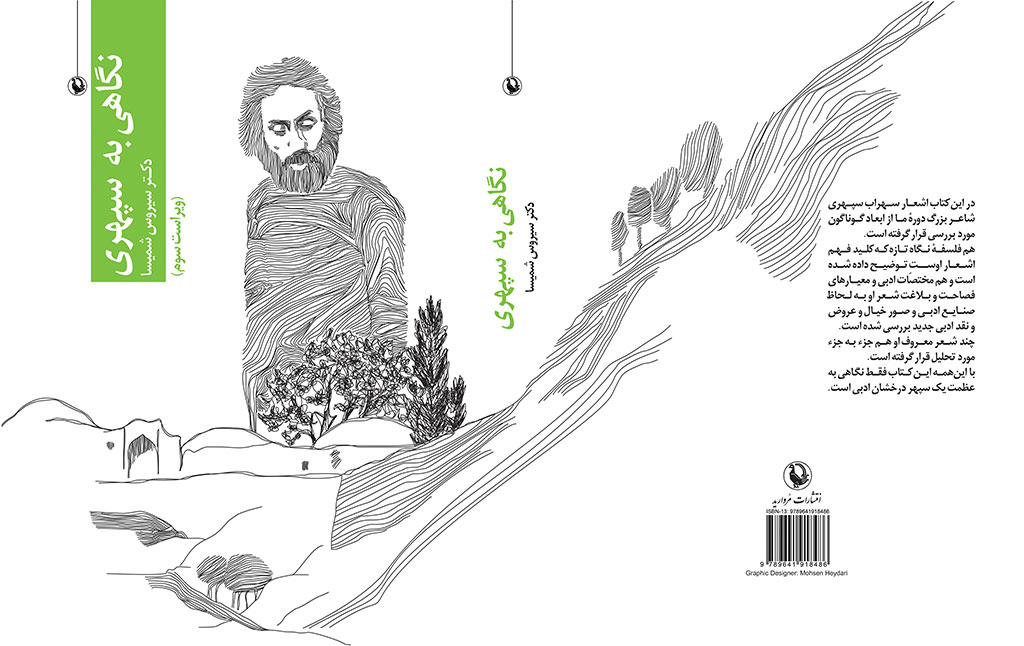 نگاهی به سپهری
دکتر سیروس شمیسا
(ویراست سوم)
نگاهی به سپهری
دکتر سیروس شمیسا
در این کتاب اشعار سهراب سپهری
شاعر بزرگ دورهٔ ما از ابعاد گوناگون
مورد بررسی قرار گرفته است.
هم فلسفهٔ نگاه تازه که کلید فهم
اشعار اوست توضیح داده شده
است و هم مختصّات ادبی و معیارهای
فصاحت و بلاغت شعر او به لحاظ
صنایع ادبی و صور خیال و عروض
و نقد ادبی جدید بررسی شده است.
چند شعر معروف او هم جزء به جزء
مورد تحلیل قرار گرفته است.
با این‌همه این کتاب فقط نگاهی به
عظمت یک سپهر درخشان ادبی است.
انتشارات مروارید
ISBN-13: 9789641918486
9 789641 918486
Graphic Designer: Mohsen Heydari